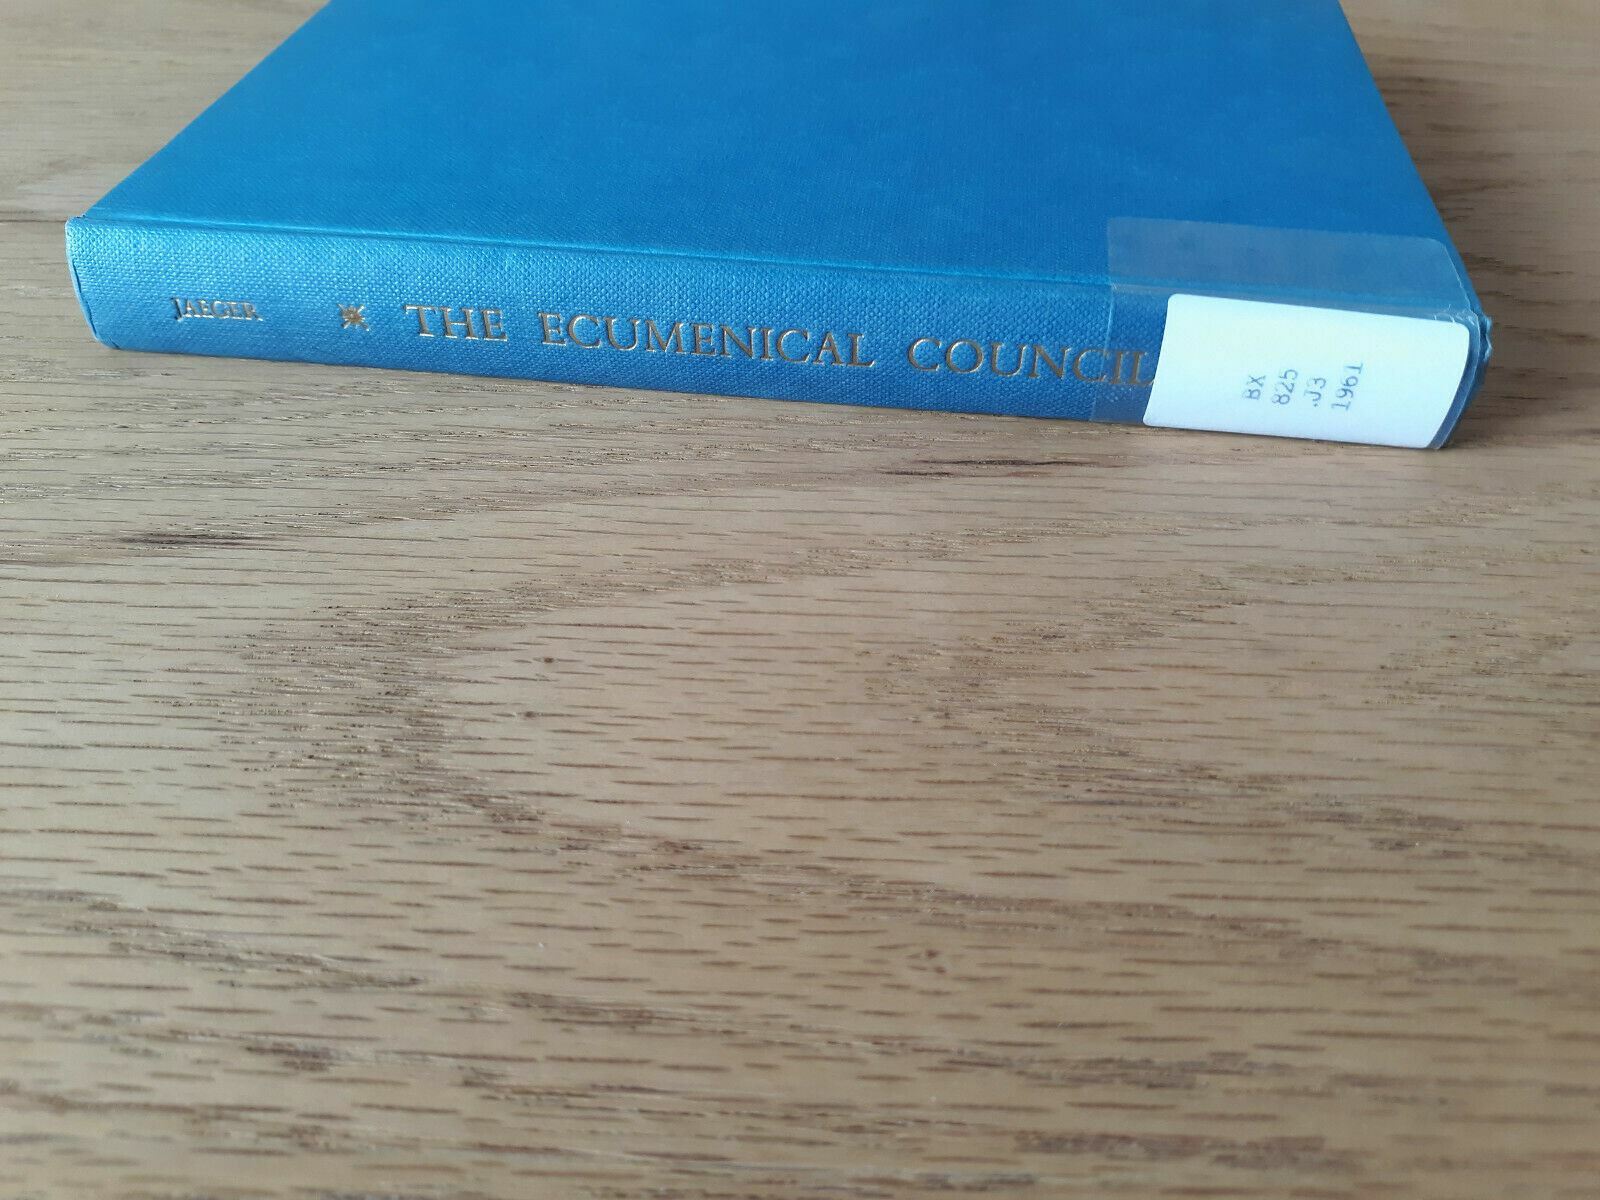 JAEGER THE ECUMENICAL COUNCIL
BX
825
.J3
1961